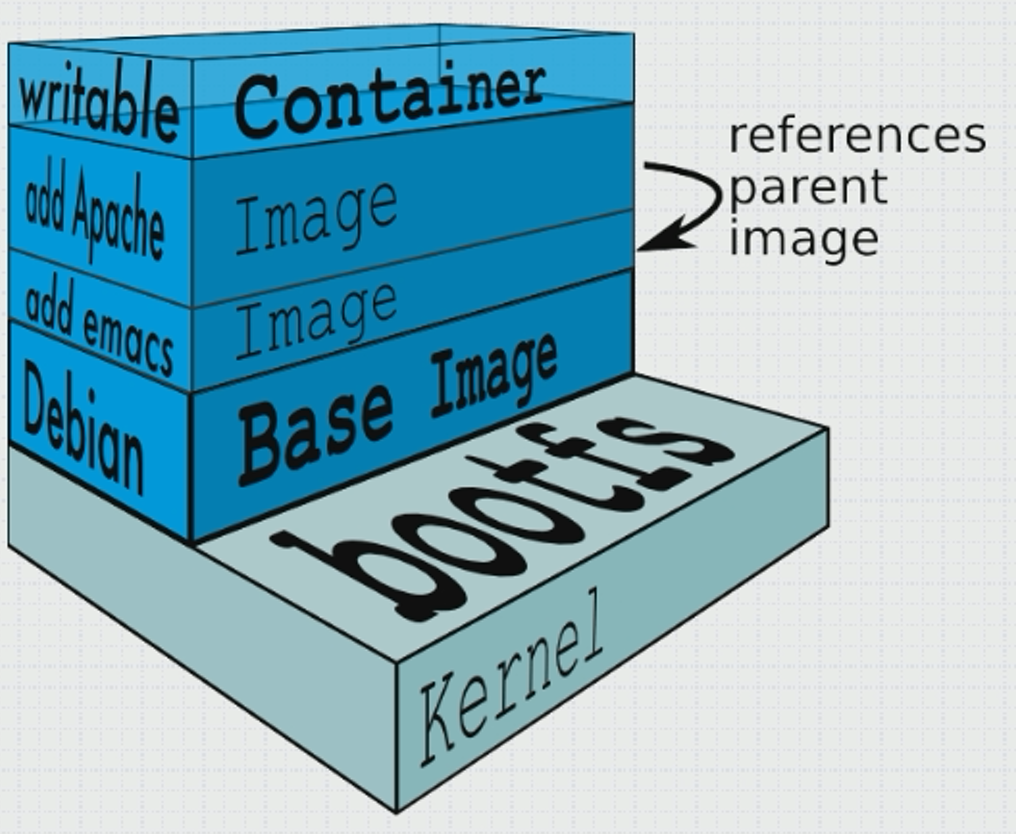 writable Container
add Apache Image
add emacs Image
Debian Base Image
references
parent
image
bootfs
Kernel